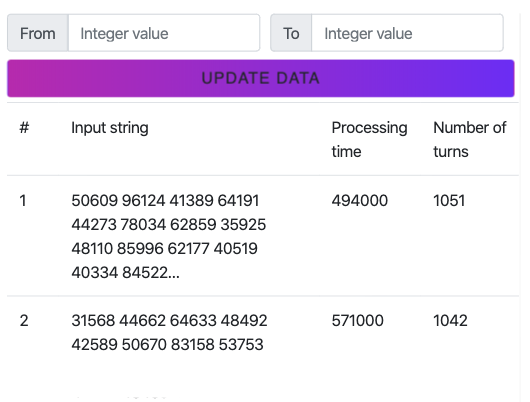 From Integer value To Integer value
UPDATE DATA
# Input string Processing time Number of turns
1 50609 96124 41389 64191 494000 1051
44273 78034 62859 35925
48110 85996 62177 40519
40334 84522...
2 31568 44662 64633 48492 571000 1042
42589 50670 83158 53753